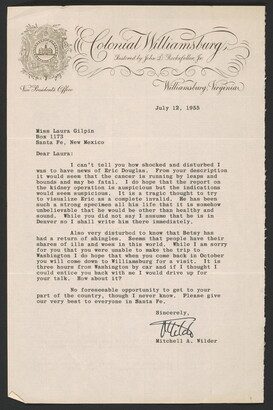 Colonial Williamsburg
Restored by John D. Rockefeller, Jr.
Vice President's Office
Williamsburg, Virginia
July 12, 1955
Miss Laura Gilpin
Box 1173
Santa Fe, New Mexico
Dear Laura:
I can't tell you how shocked and disturbed I
was to have news of Eric Douglas. From your description
it would seem that the cancer is running by leaps and
bounds and may be fatal. I do hope that the report on
the kidney operation is suspicious but the indications
would seem suspicious. It is a tragic thought to try
to visualize Eric as a complete invalid. He has been
such a strong specimen all his life that it is somehow
unbelievable that he would be other than healthy and
sound. While you did not say I assume that he is in
Denver so I shall write him there immediately.
Also very disturbed to know that Betsy has
had a return of shingles. Seems that people have their
shares of ills and woes in this world. While I am sorry
for you that you were unable to make the trip to
Washington I do hope that when you come back in October
you will come down to Williamsburg for a visit. It is
three hours from Washington by car and if I thought I
could entice you back with me I would drive up for
your talk. How about it?
No foreseeable opportunity to get to your
part of the country, though I never know. Please give
our very best to everyone in Santa Fe.
Sincerely,
Mitchell A. Wilder